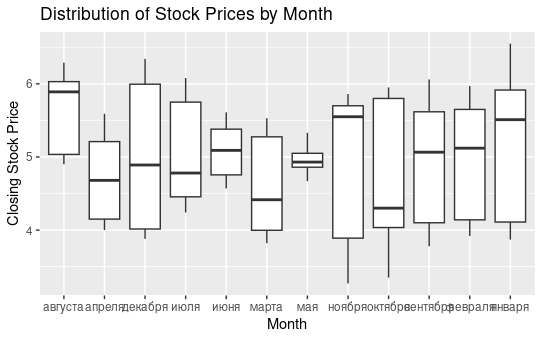 Distribution of Stock Prices by Month
Closing Stock Price
6
5
4
августа апреля декабря июля июня марта мая ноября октября сентября февраля января
Month